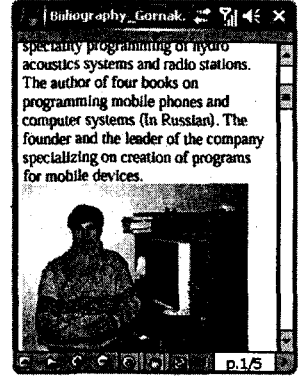 Bibliography_Gornak.
speciality programming of hydro
acoustics systems and radio stations.
The author of four books on
programming mobile phones and
computer systems (In Russian). The
founder and the leader of the company
specializing on creation of programs
for mobile devices.
p.1/5